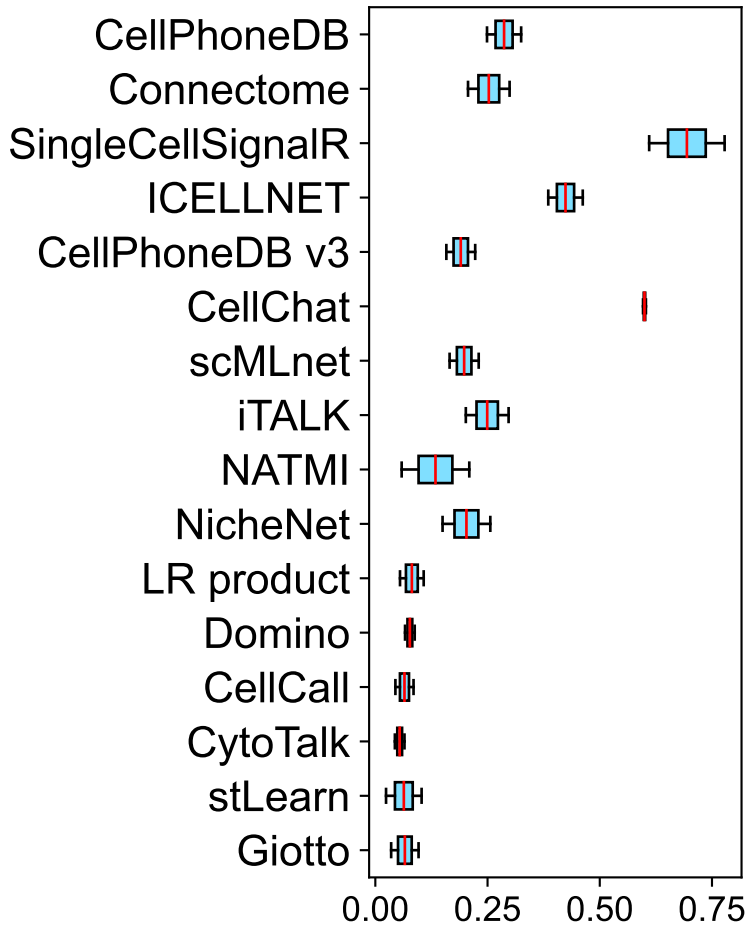 CellPhoneDB
Connectome
SingleCellSignalR
ICELLNET
CellPhoneDB v3
CellChat
scMLnet
iTALK
NATMI
NicheNet
LR product
Domino
CellCall
CytoTalk
stLearn
Giotto
0.00 0.25 0.50 0.75